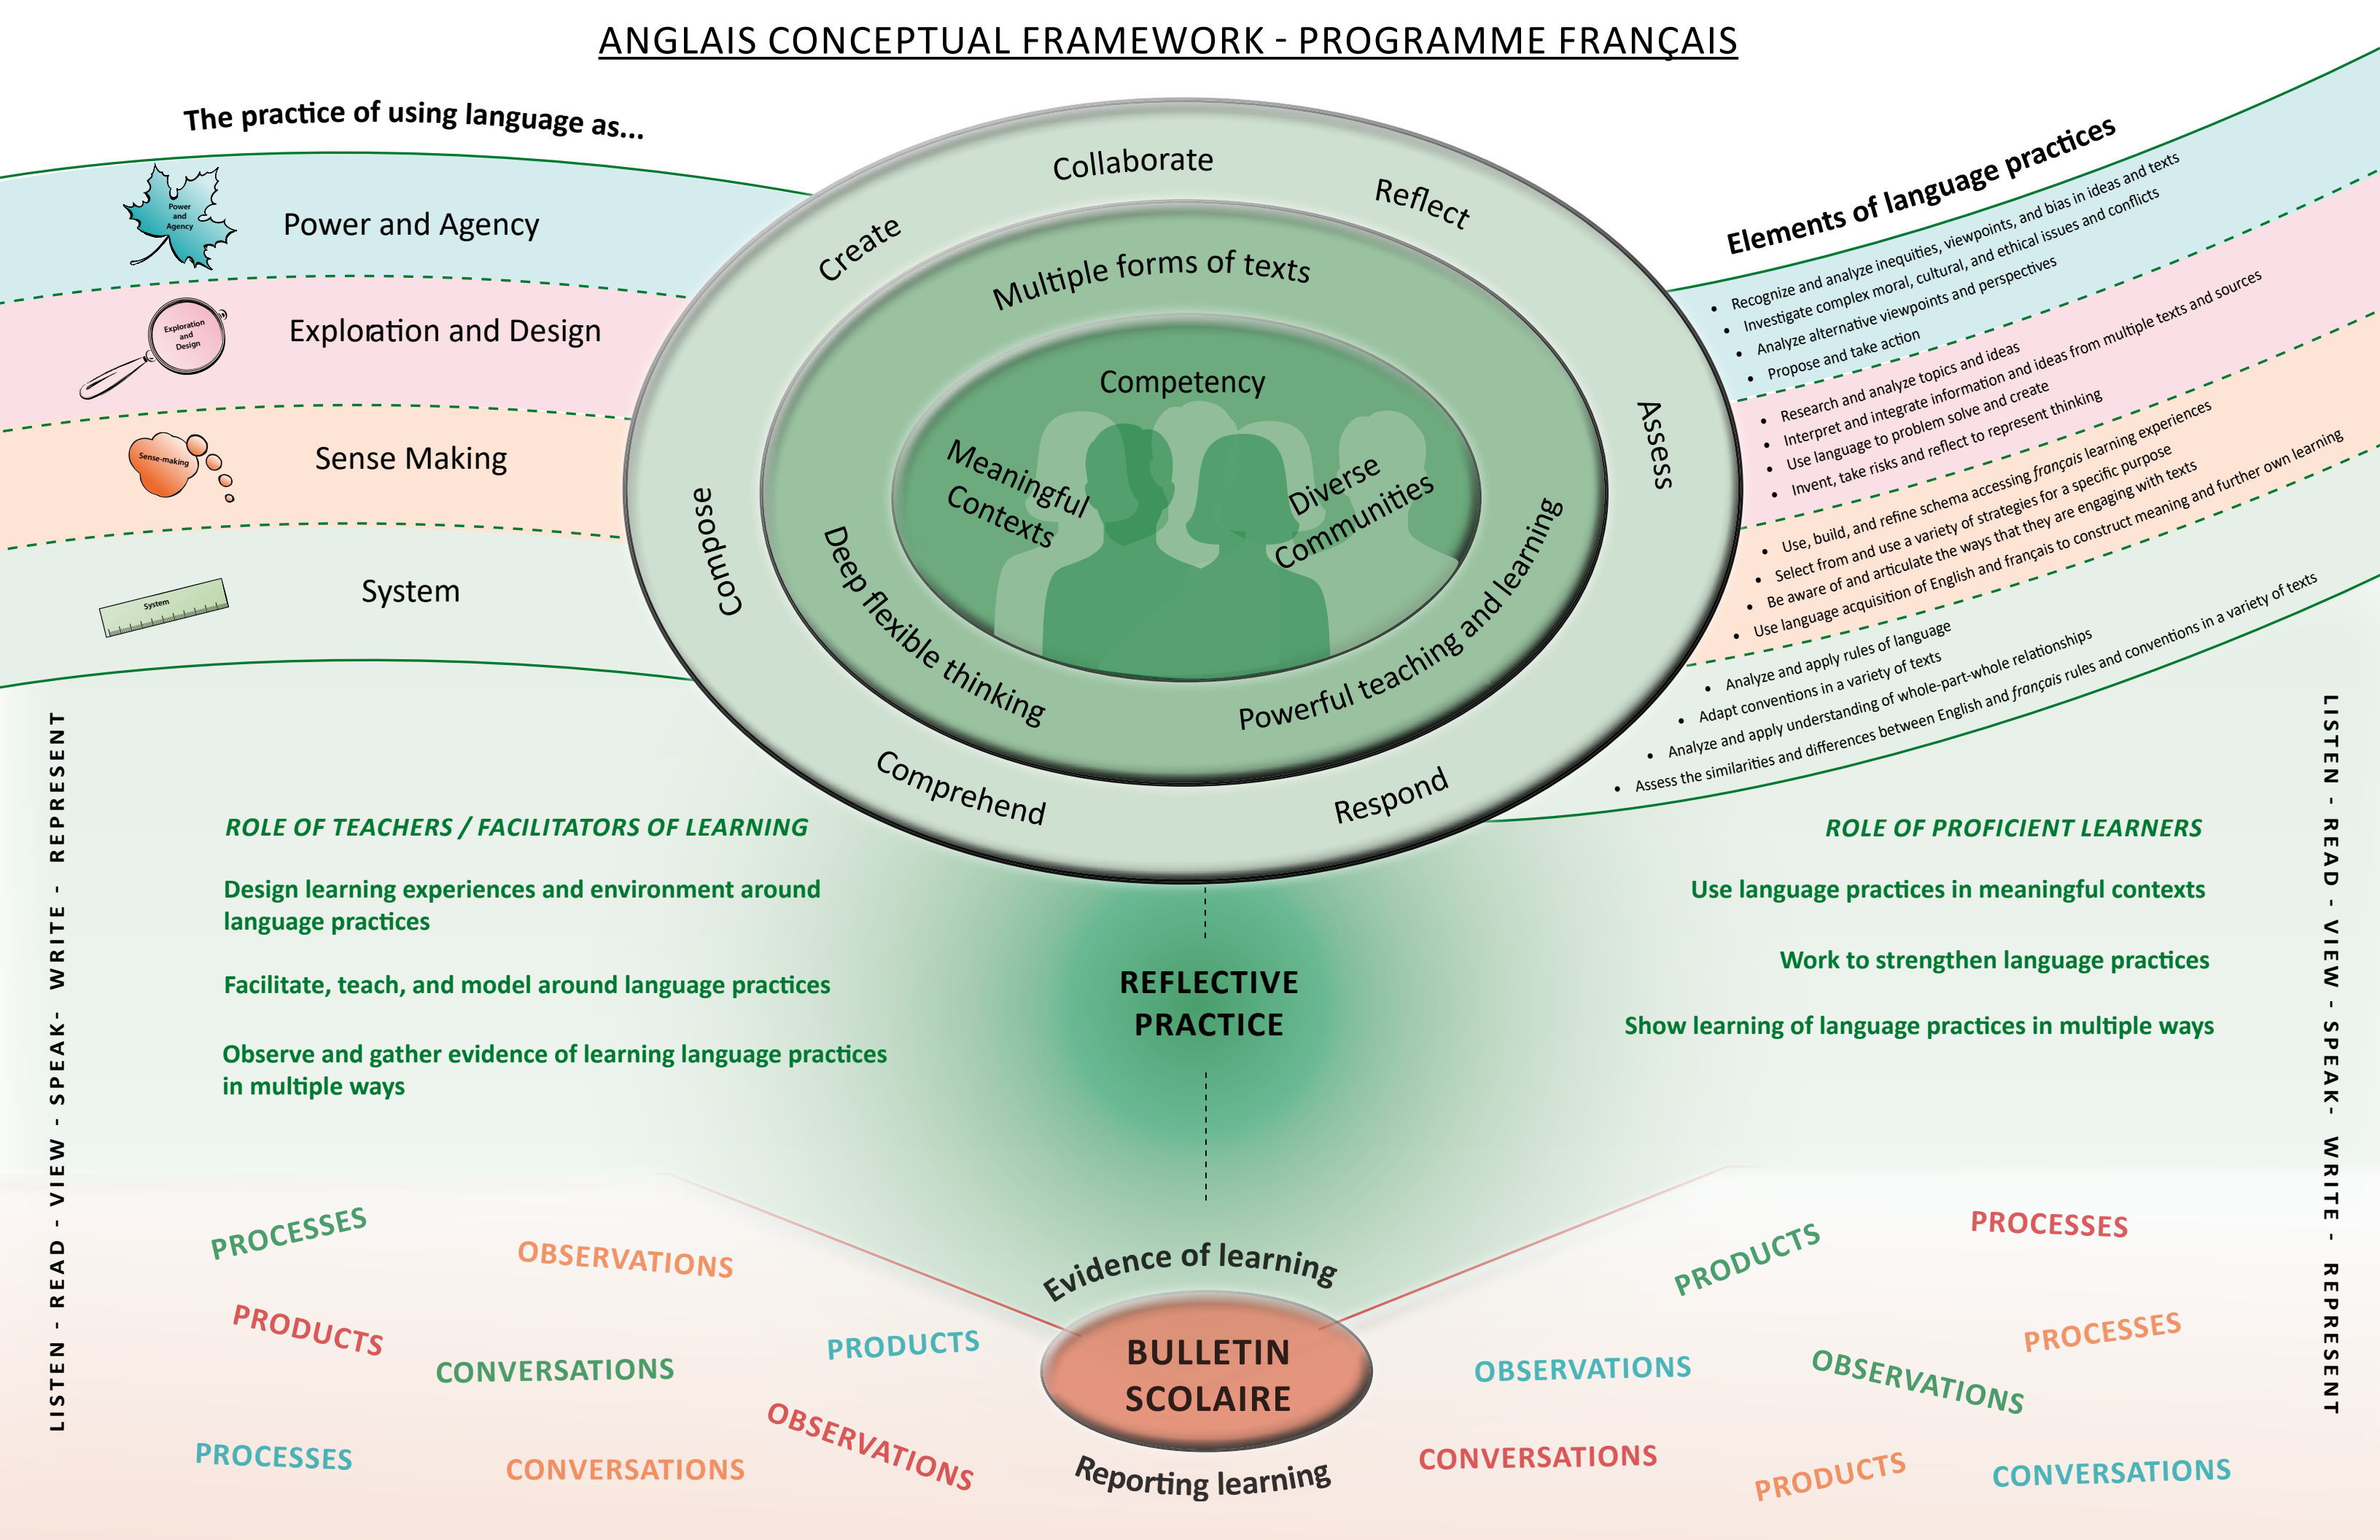 ANGLAIS CONCEPTUAL FRAMEWORK - PROGRAMME FRANÇAIS
The practice of using language as...
Power
and
Agency
Power and Agency
Exploration
and
Design
Exploration and Design
Sense-making
Sense Making
System
System
Collaborate
Reflect
Create
Assess
Compose
Comprehend
Respond
Multiple forms of texts
Deep flexible thinking
Powerful teaching and learning
Competency
Meaningful
Contexts
Diverse
Communities
Elements of language practices
• Recognize and analyze inequities, viewpoints, and bias in ideas and texts
• Investigate complex moral, cultural, and ethical issues and conflicts
• Analyze alternative viewpoints and perspectives
• Propose and take action
• Research and analyze topics and ideas
• Interpret and integrate information and ideas from multiple texts and sources
• Use language to problem solve and create
• Invent, take risks and reflect to represent thinking
• Use, build, and refine schema accessing français learning experiences
• Select from and use a variety of strategies for a specific purpose
• Be aware of and articulate the ways that they are engaging with texts
• Use language acquisition of English and français to construct meaning and further own learning
• Analyze and apply rules of language
• Adapt conventions in a variety of texts
• Analyze and apply understanding of whole-part-whole relationships
• Assess the similarities and differences between English and français rules and conventions in a variety of texts
LISTEN - READ - VIEW - SPEAK- WRITE - REPRESENT
ROLE OF TEACHERS / FACILITATORS OF LEARNING
Design learning experiences and environment around
language practices
Facilitate, teach, and model around language practices
Observe and gather evidence of learning language practices
in multiple ways
REFLECTIVE
PRACTICE
ROLE OF PROFICIENT LEARNERS
Use language practices in meaningful contexts
Work to strengthen language practices
Show learning of language practices in multiple ways
LISTEN - READ - VIEW - SPEAK- WRITE - REPRESENT
PROCESSES
OBSERVATIONS
PRODUCTS
CONVERSATIONS
PRODUCTS
OBSERVATIONS
PROCESSES
CONVERSATIONS
Evidence of learning
BULLETIN
SCOLAIRE
Reporting learning
PRODUCTS
PROCESSES
OBSERVATIONS
OBSERVATIONS
PROCESSES
CONVERSATIONS
PRODUCTS
CONVERSATIONS